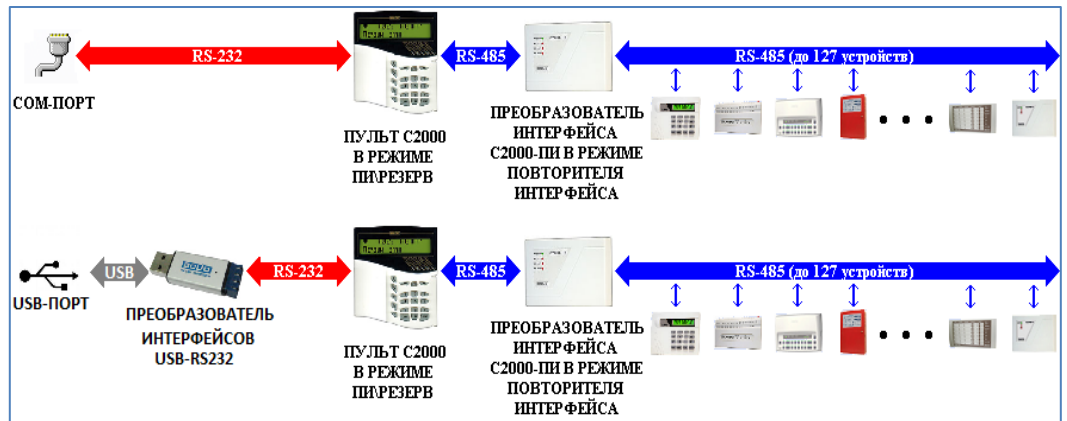 RS-232
RS-485
RS-485 (до 127 устройств)
COM-ПОРТ
ПУЛЬТ С2000
В РЕЖИМЕ
ПИ\РЕЗЕРВ
ПРЕОБРАЗОВАТЕЛЬ
ИНТЕРФЕЙСА
С2000-ПИ В РЕЖИМЕ
ПОВТОРИТЕЛЯ
ИНТЕРФЕЙСА
USB
RS-232
RS-485
RS-485 (до 127 устройств)
USB-ПОРТ
ПРЕОБРАЗОВАТЕЛЬ
ИНТЕРФЕЙСОВ
USB-RS232
ПУЛЬТ С2000
В РЕЖИМЕ
ПИ\РЕЗЕРВ
ПРЕОБРАЗОВАТЕЛЬ
ИНТЕРФЕЙСА
С2000-ПИ В РЕЖИМЕ
ПОВТОРИТЕЛЯ
ИНТЕРФЕЙСА